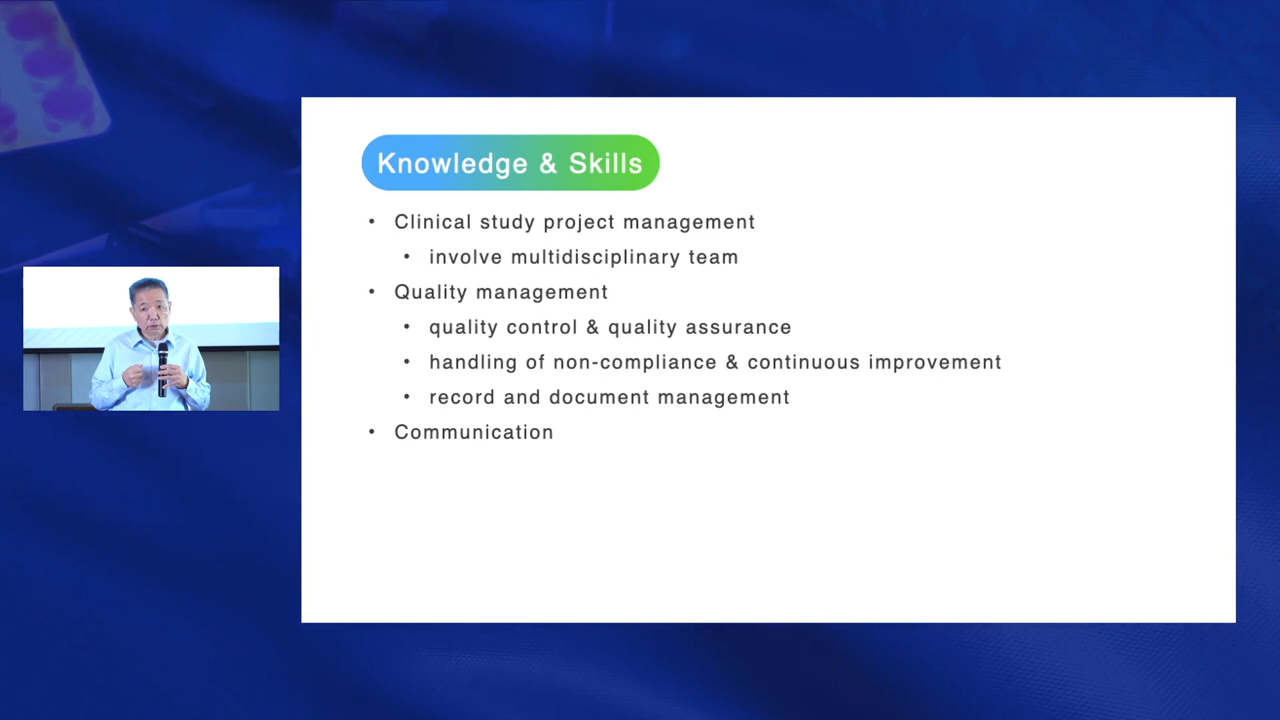 Knowledge & Skills
• Clinical study project management
• involve multidisciplinary team
• Quality management
• quality control & quality assurance
• handling of non-compliance & continuous improvement
• record and document management
• Communication